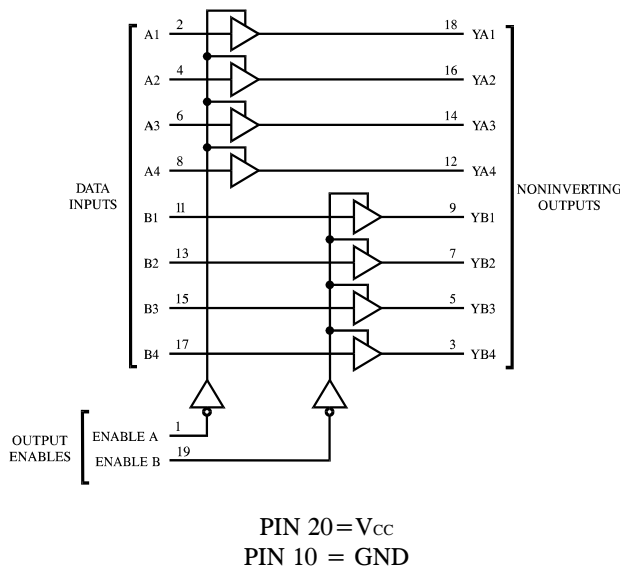 A1 2 18 YA1
A2 4 16 YA2
A3 6 14 YA3
A4 8 12 YA4
DATA
INPUTS
NONINVERTING
OUTPUTS
B1 11 9 YB1
B2 13 7 YB2
B3 15 5 YB3
B4 17 3 YB4
OUTPUT
ENABLES
ENABLE A 1
ENABLE B 19
PIN 20=VCC
PIN 10 = GND